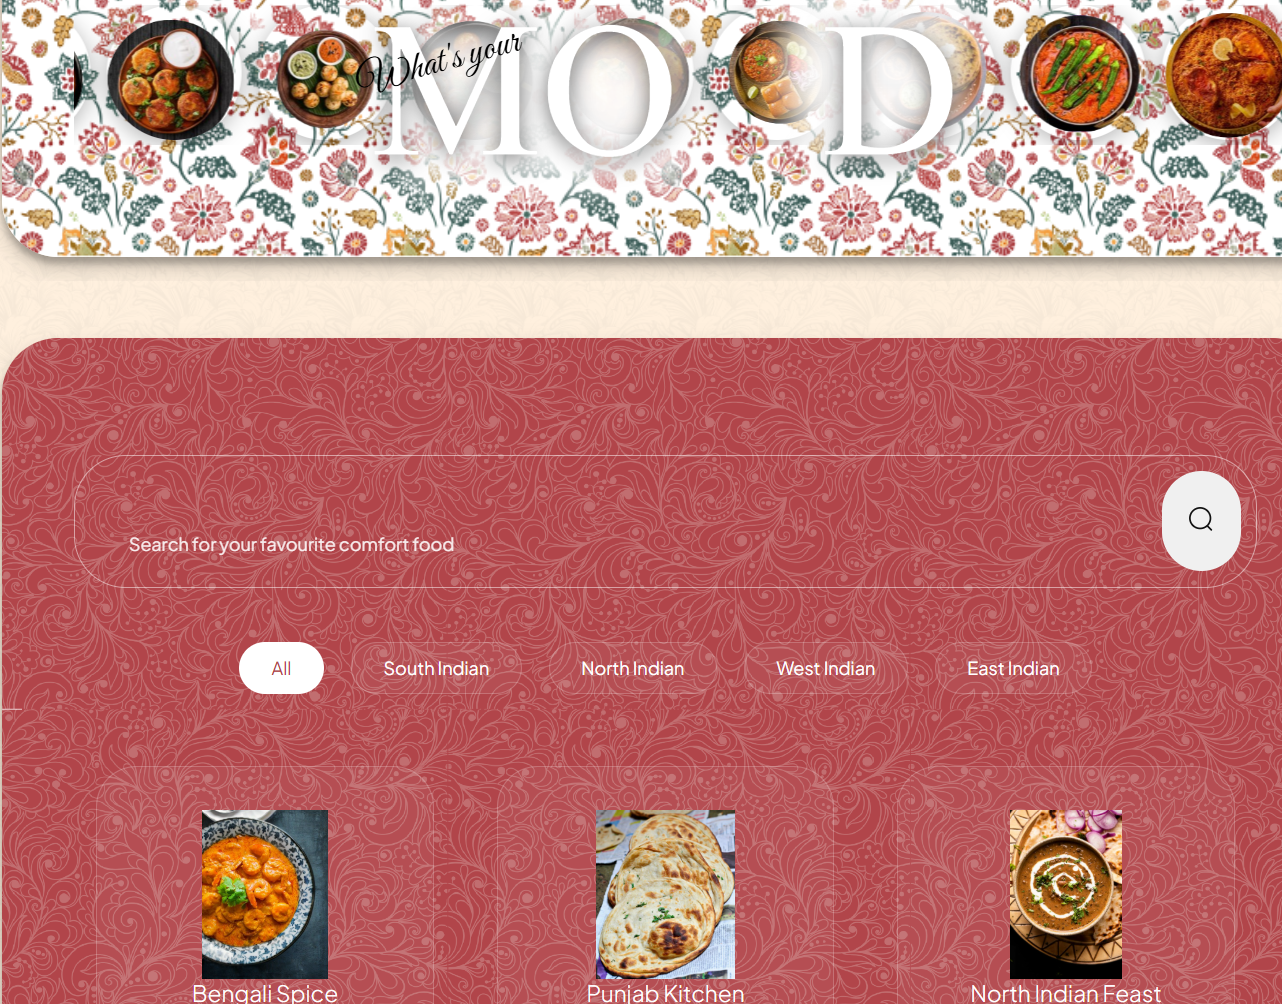 What's your
MOOD
Search for your favourite comfort food
All
South Indian
North Indian
West Indian
East Indian
Bengali Spice
Punjab Kitchen
North Indian Feast